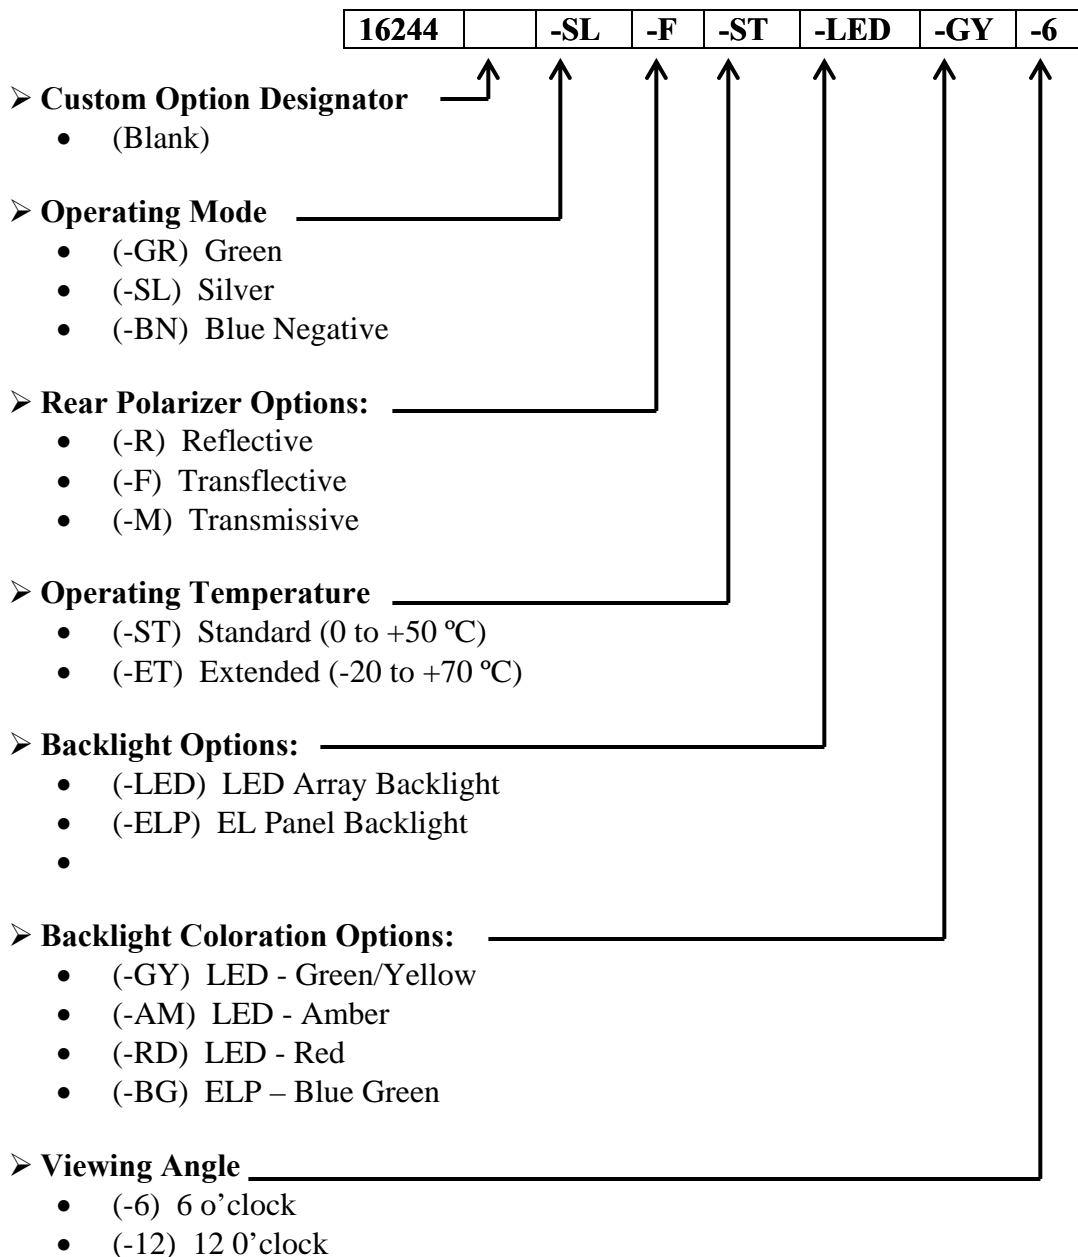 16244 -SL -F -ST -LED -GY -6
➢ Custom Option Designator
• (Blank)
➢ Operating Mode
• (-GR) Green
• (-SL) Silver
• (-BN) Blue Negative
➢ Rear Polarizer Options:
• (-R) Reflective
• (-F) Transflective
• (-M) Transmissive
➢ Operating Temperature
• (-ST) Standard (0 to +50 ºC)
• (-ET) Extended (-20 to +70 ºC)
➢ Backlight Options:
• (-LED) LED Array Backlight
• (-ELP) EL Panel Backlight
•
➢ Backlight Coloration Options:
• (-GY) LED - Green/Yellow
• (-AM) LED - Amber
• (-RD) LED - Red
• (-BG) ELP – Blue Green
➢ Viewing Angle
• (-6) 6 o’clock
• (-12) 12 0’clock